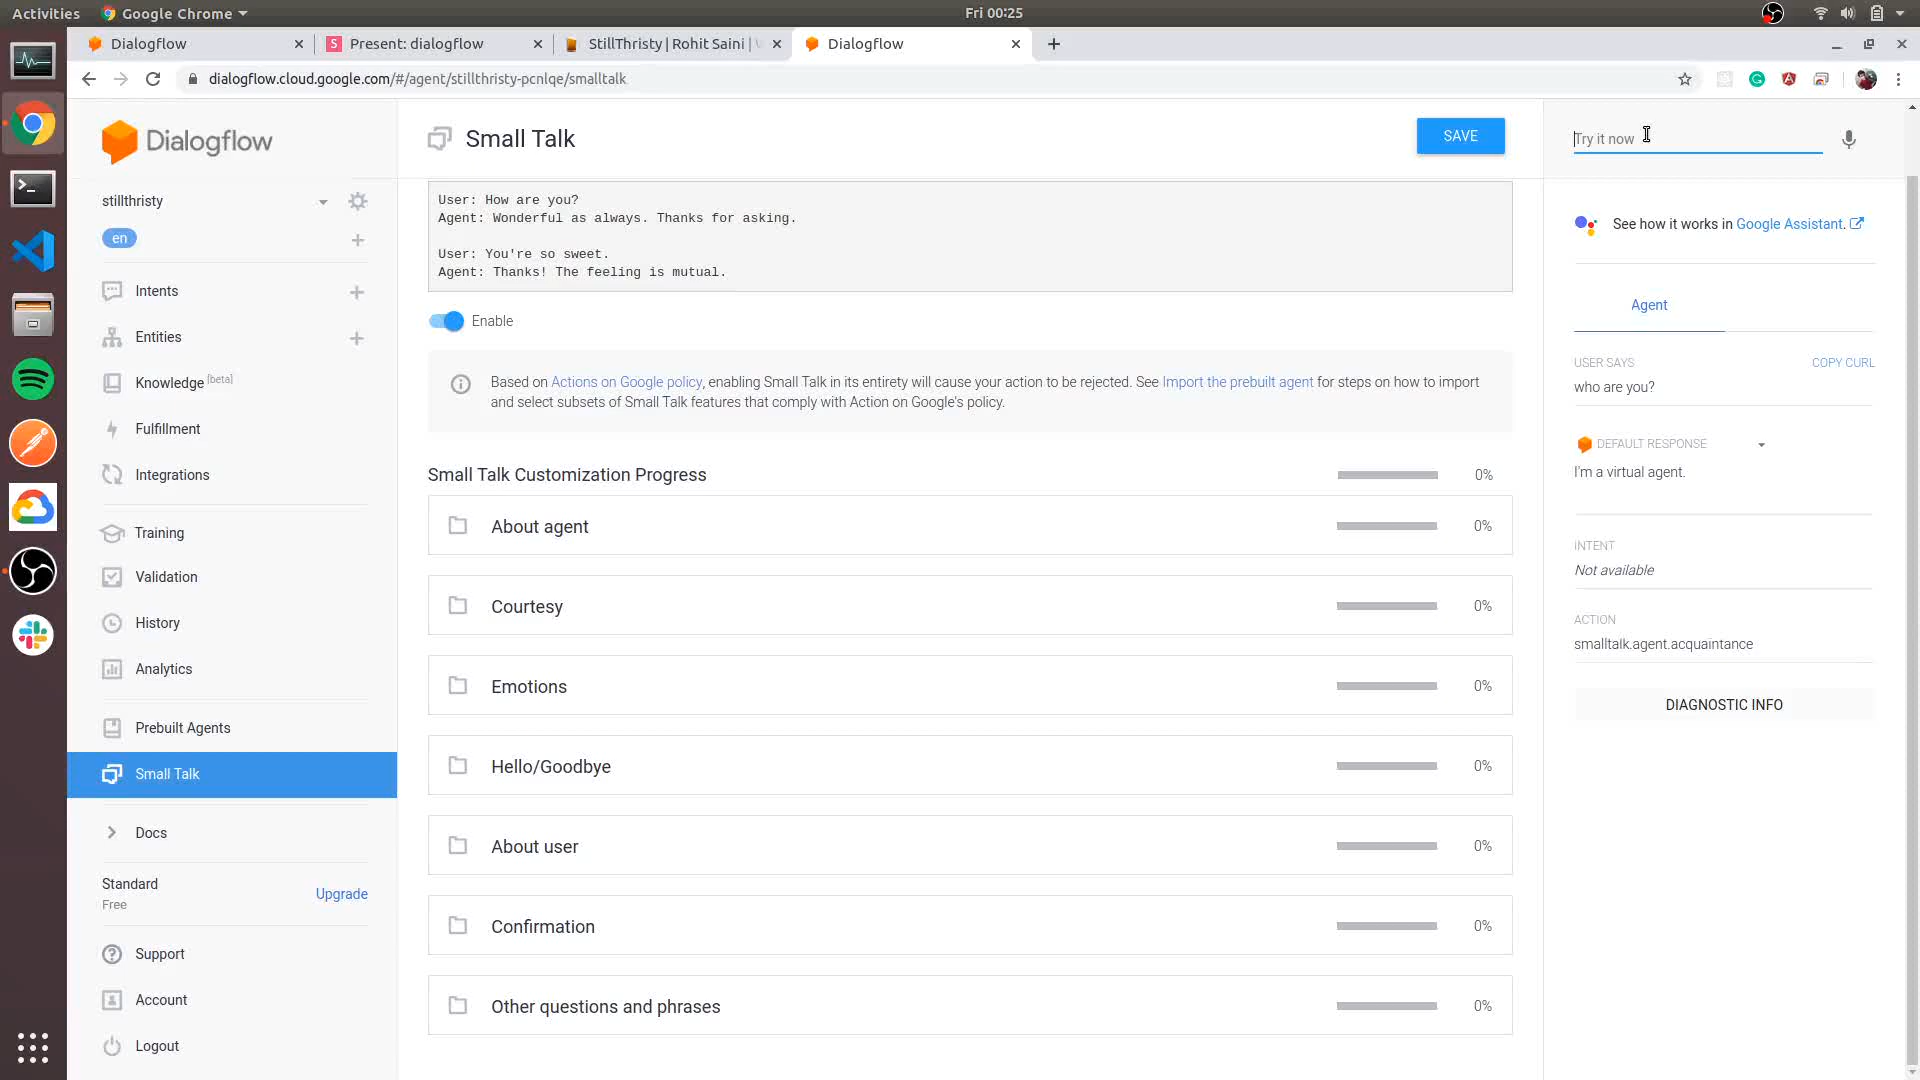 Activities
Google Chrome
Fri 00:25
Dialogflow
Present: dialogflow
StillThristy | Rohit Saini |
Dialogflow
dialogflow.cloud.google.com/#/agent/stillthristy-pcnlqe/smalltalk
Dialogflow
stillthristy
en
Intents
Entities
Knowledge [beta]
Fulfillment
Integrations
Training
Validation
History
Analytics
Prebuilt Agents
Small Talk
Docs
Standard
Free
Upgrade
Support
Account
Logout
Small Talk
SAVE
User: How are you?
Agent: Wonderful as always. Thanks for asking.
User: You're so sweet.
Agent: Thanks! The feeling is mutual.
Enable
Based on Actions on Google policy, enabling Small Talk in its entirety will cause your action to be rejected. See Import the prebuilt agent for steps on how to import
and select subsets of Small Talk features that comply with Action on Google's policy.
Small Talk Customization Progress 0%
About agent 0%
Courtesy 0%
Emotions 0%
Hello/Goodbye 0%
About user 0%
Confirmation 0%
Other questions and phrases 0%
Try it now
See how it works in Google Assistant.
Agent
USER SAYS COPY CURL
who are you?
DEFAULT RESPONSE
I'm a virtual agent.
INTENT
Not available
ACTION
smalltalk.agent.acquaintance
DIAGNOSTIC INFO